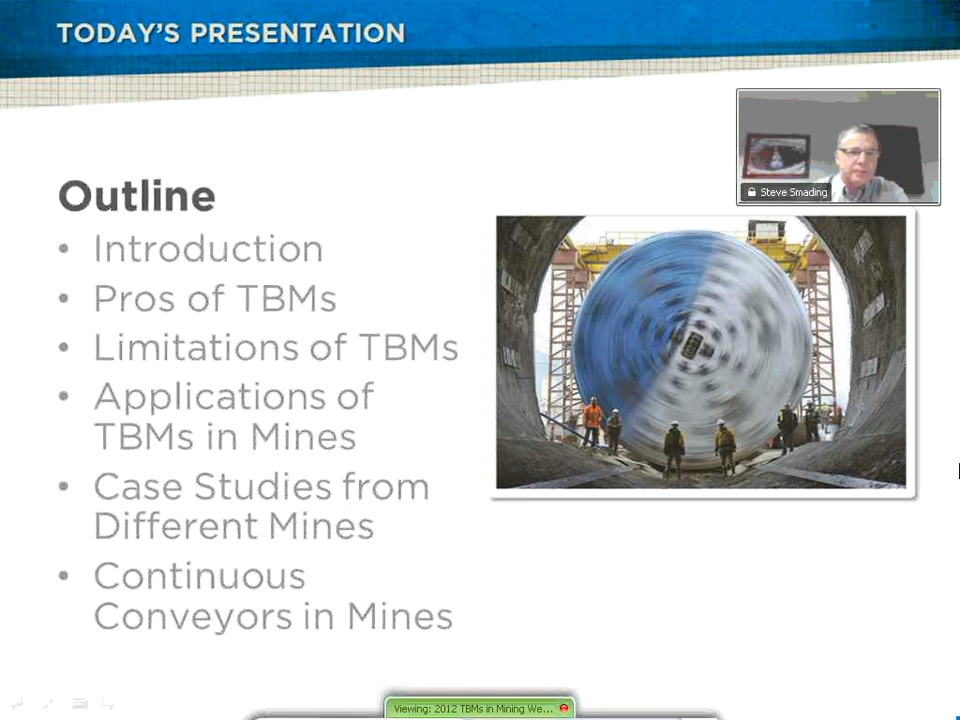 TODAY'S PRESENTATION
Steve Smading
Outline
• Introduction
• Pros of TBMs
• Limitations of TBMs
• Applications of
TBMs in Mines
• Case Studies from
Different Mines
• Continuous
Conveyors in Mines
Viewing: 2012 TBMs in Mining We...